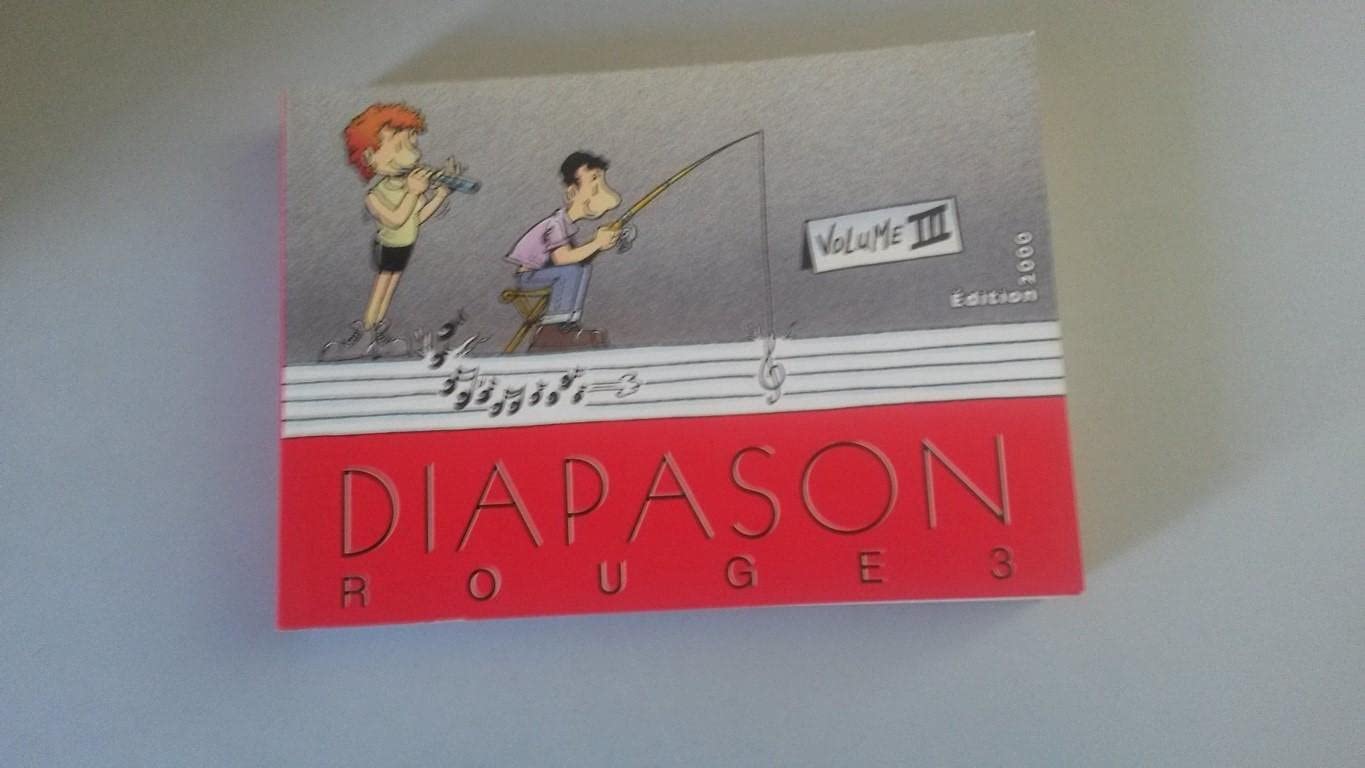 VOLUME III
Édition 2000
DIAPASON
ROUGE 3